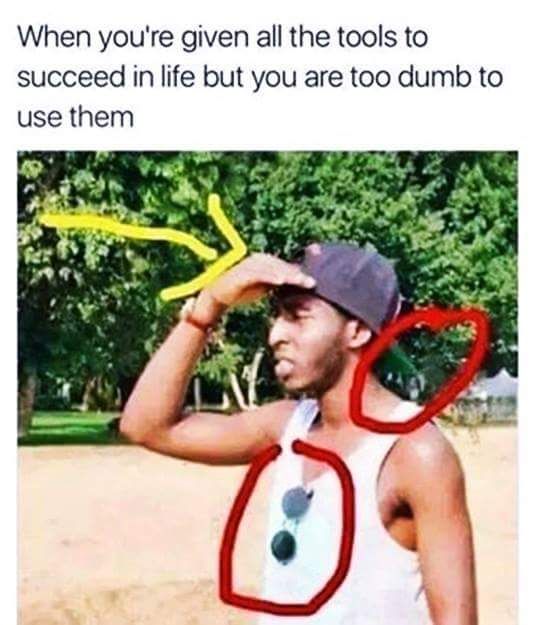 When you're given all the tools to
succeed in life but you are too dumb to
use them